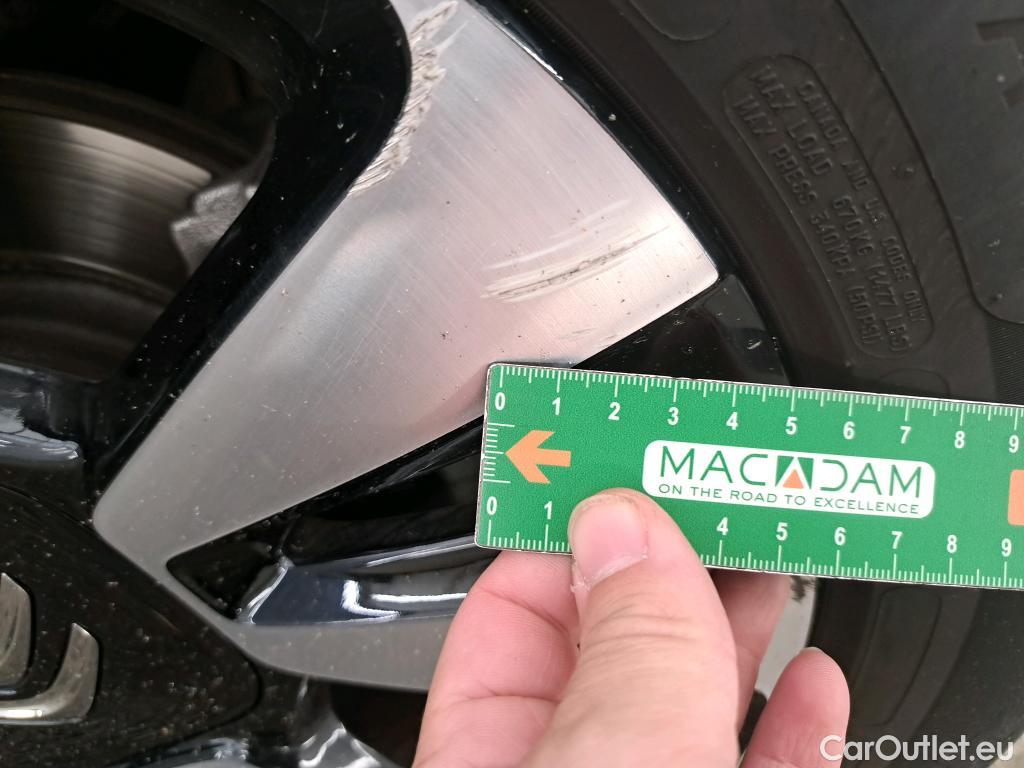 CANADA AND U.S. CODES ONLY
MAX LOAD 670KG (1477 LBS)
MAX PRESS 340KPA (50PSI)
0 1 2 3 4 5 6 7 8 9
MACADAM
ON THE ROAD TO EXCELLENCE
0 1 4 5 6 7 8 9
CarOutlet.eu